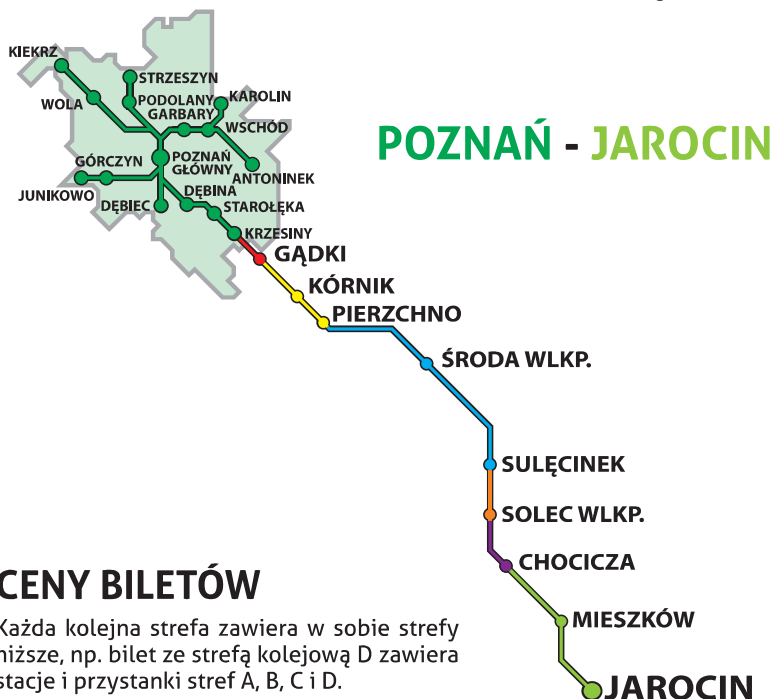 KIEKRZ
STRZESZYN
WOLA
PODOLANY
KAROLIN
GARBARY
WSCHÓD
POZNAŃ - JAROCIN
GÓRCZYN
POZNAŃ
GŁÓWNY
ANTONINEK
JUNIKOWO
DĘBINA
DĘBIEC
STAROŁĘKA
KRZESINY
GĄDKI
KÓRNIK
PIERZCHNO
ŚRODA WLKP.
SULĘCINEK
SOLEC WLKP.
CHOCICZA
MIESZKÓW
JAROCIN
CENY BILETÓW
Każda kolejna strefa zawiera w sobie strefy
niższe, np. bilet ze strefą kolejową D zawiera
stacje i przystanki stref A, B, C i D.